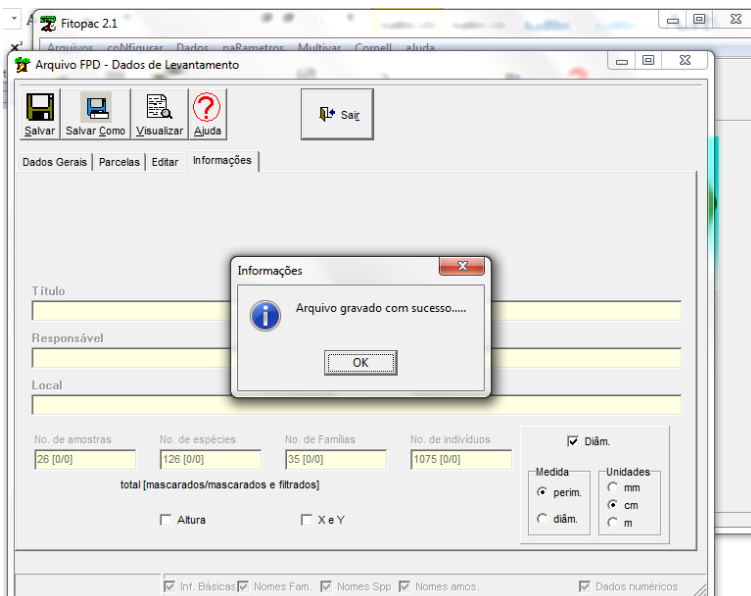 Fitopac 2.1
Arquivos coNfigurar Dados paRametros Multivar Cornell aluda
Arquivo FPD - Dados de Levantamento
Salvar Salvar Como Visualizar Ajuda Sair
Dados Gerais Parcelas Editar Informações
Informações
Arquivo gravado com sucesso.....
OK
Título
Responsável
Local
No. de amostras No. de espécies No. de Famílias No. de indivíduos
26 [0/0] 126 [0/0] 35 [0/0] 1075 [0/0]
total [mascarados/mascarados e filtrados]
Altura X e Y
Diâm.
Medida Unidades
perim. mm
diâm. cm
m
Inf. Básicas Nomes Fam. Nomes Spp Nomes amos. Dados numéricos